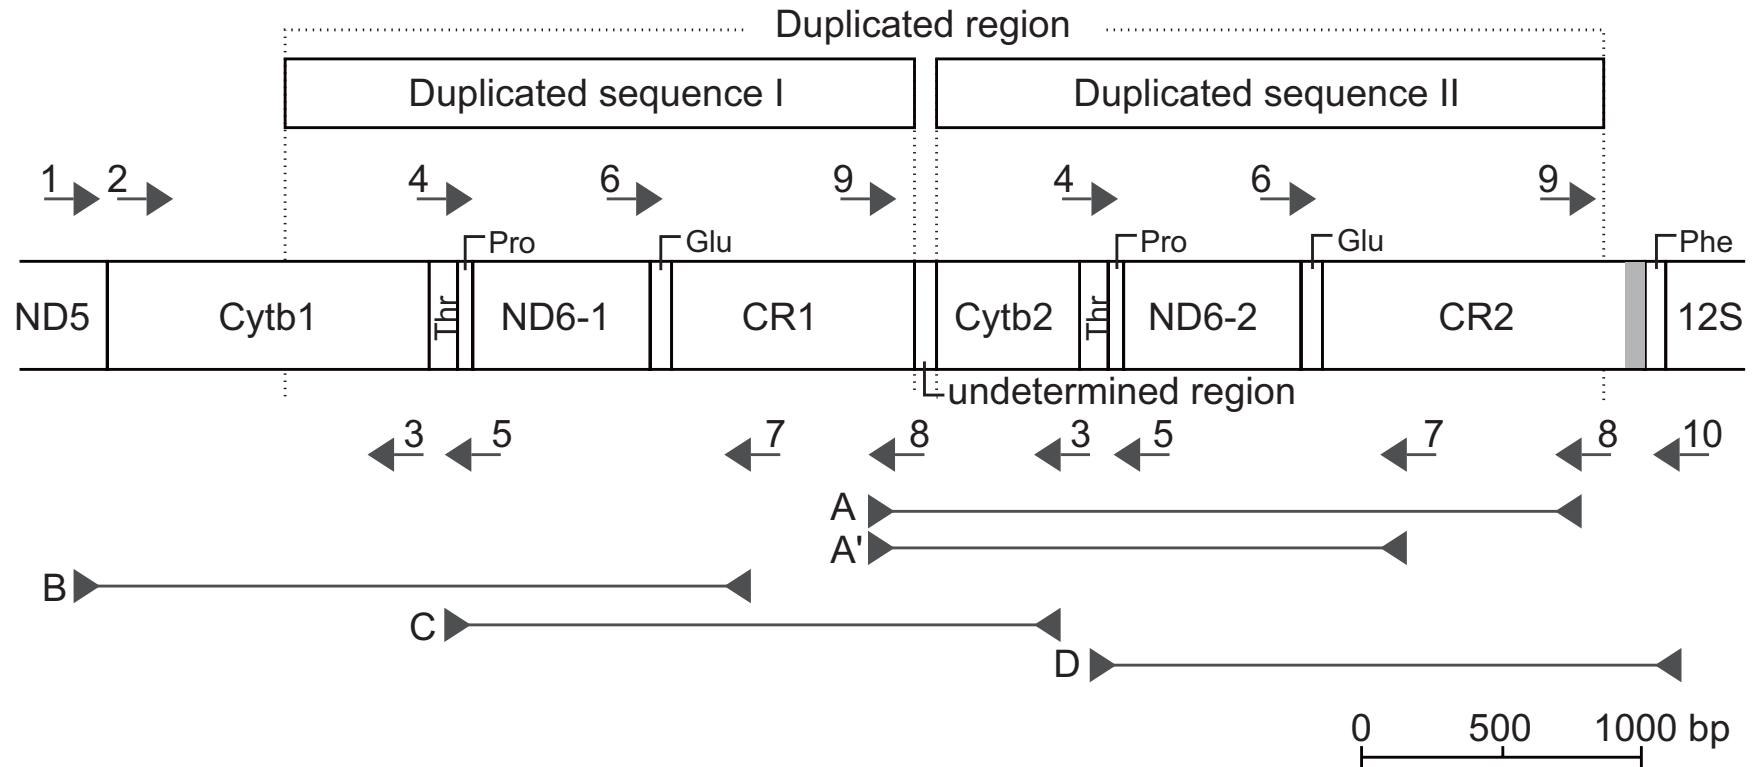 Duplicated region
Duplicated sequence I Duplicated sequence II
1 2 4 6 9 4 6 9
Pro Glu Pro Glu Phe
ND5 Cytb1 Thr ND6-1 CR1 Cytb2 Thr ND6-2 CR2 12S
undetermined region
3 5 7 8 3 5 7 8 10
A
A'
B
C
D
0 500 1000 bp